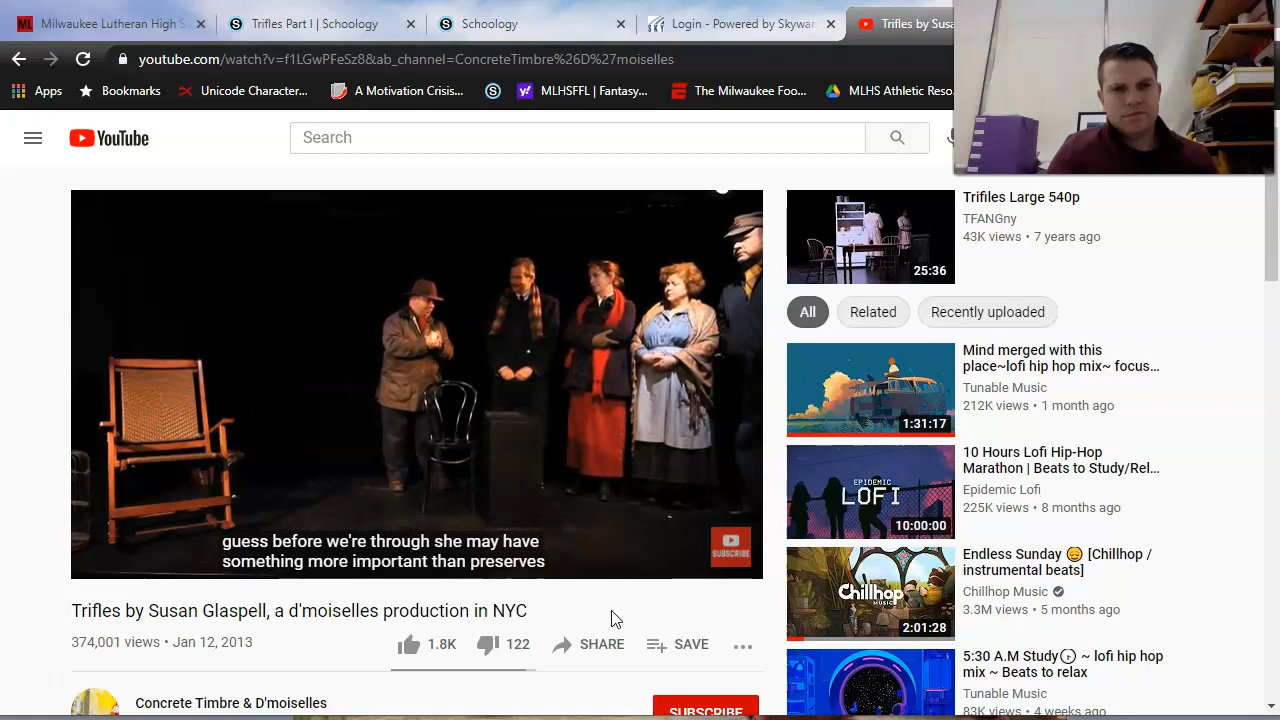 Milwaukee Lutheran High S
Trifles Part I | Schoology
Schoology
Login - Powered by Skywar
Trifles by Susa
youtube.com/watch?v=f1LGwPFeSz8&ab_channel=ConcreteTimbre%26D%27moiselles
Apps
Bookmarks
Unicode Character...
A Motivation Crisis...
MLHSFFL | Fantasy...
The Milwaukee Foo...
MLHS Athletic Reso
YouTube
Search
guess before we're through she may have
something more important than preserves
SUBSCRIBE
Trifles by Susan Glaspell, a d'moiselles production in NYC
374,001 views • Jan 12, 2013
1.8K
122
SHARE
SAVE
Concrete Timbre & D'moiselles
SUBSCRIBE
25:36
Trifiles Large 540p
TFANGny
43K views • 7 years ago
All
Related
Recently uploaded
1:31:17
Mind merged with this
place~lofi hip hop mix~ focus...
Tunable Music
212K views • 1 month ago
EPIDEMIC
LOFI
10:00:00
10 Hours Lofi Hip-Hop
Marathon | Beats to Study/Rel...
Epidemic Lofi
225K views • 8 months ago
Chillhop
MUSIC
2:01:28
Endless Sunday 😌 [Chillhop /
instrumental beats]
Chillhop Music
3.3M views • 5 months ago
5:30 A.M Study ~ lofi hip hop
mix ~ Beats to relax
Tunable Music
83K views • 4 weeks ago